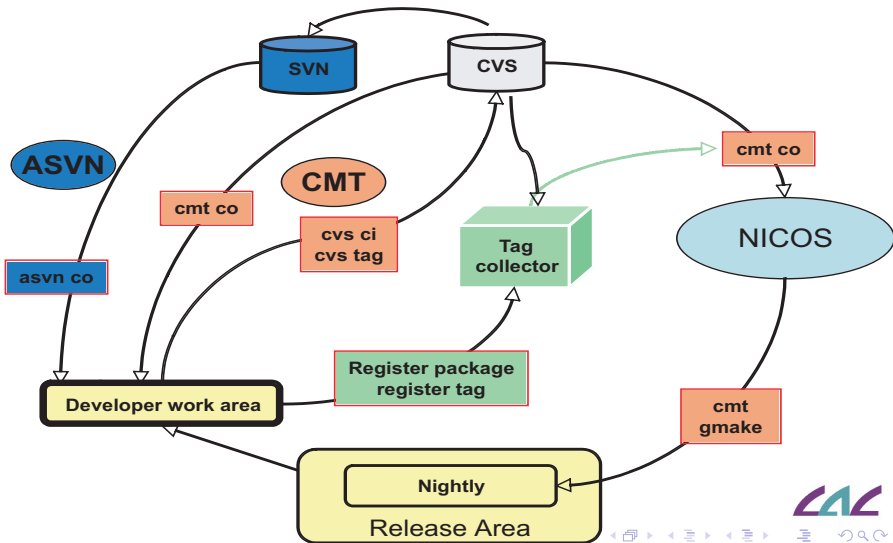 SVN
CVS
ASVN
CMT
cmt co
cmt co
cvs ci
cvs tag
Tag
collector
NICOS
asvn co
Register package
register tag
Developer work area
cmt
gmake
Nightly
Release Area
CAC